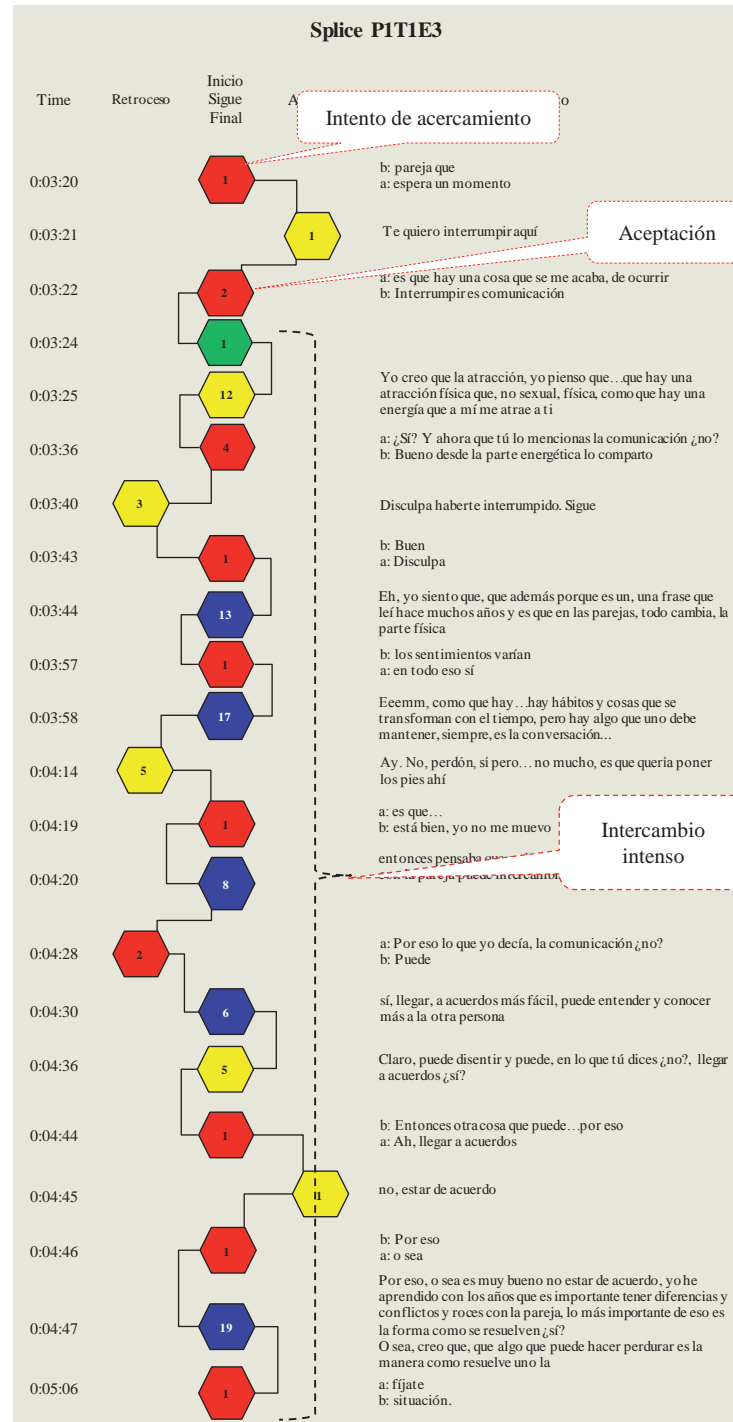 Splice P1T1E3
Time
Retroceso
Inicio
Sigue
Final
A
o
Intento de acercamiento
0:03:20
1
b: pareja que
a: espera un momento
0:03:21
1
Te quiero interrumpir aquí
Aceptación
0:03:22
2
a: es que hay una cosa que se me acaba, de ocurrir
b: Interrumpir es comunicación
0:03:24
1
0:03:25
12
Yo creo que la atracción, yo pienso que…que hay una
atracción física que, no sexual, física, como que hay una
energía que a mí me atrae a ti
0:03:36
4
a: ¿Sí? Y ahora que tú lo mencionas la comunicación ¿no?
b: Bueno desde la parte energética lo comparto
0:03:40
3
Disculpa haberte interrumpido. Sigue
0:03:43
1
b: Buen
a: Disculpa
0:03:44
13
Eh, yo siento que, que además porque es un, una frase que
leí hace muchos años y es que en las parejas, todo cambia, la
parte física
0:03:57
1
b: los sentimientos varían
a: en todo eso sí
0:03:58
17
Eeemm, como que hay…hay hábitos y cosas que se
transforman con el tiempo, pero hay algo que uno debe
mantener, siempre, es la conversación...
0:04:14
5
Ay. No, perdón, sí pero… no mucho, es que quería poner
los pies ahí
0:04:19
1
a: es que…
b: está bien, yo no me muevo
Intercambio
intenso
0:04:20
8
entonces pensaba
0:04:28
2
a: Por eso lo que yo decía, la comunicación ¿no?
b: Puede
0:04:30
6
sí, llegar, a acuerdos más fácil, puede entender y conocer
más a la otra persona
0:04:36
5
Claro, puede disentir y puede, en lo que tú dices ¿no?, llegar
a acuerdos ¿sí?
0:04:44
1
b: Entonces otra cosa que puede…por eso
a: Ah, llegar a acuerdos
0:04:45
1
no, estar de acuerdo
0:04:46
1
b: Por eso
a: o sea
0:04:47
19
Por eso, o sea es muy bueno no estar de acuerdo, yo he
aprendido con los años que es importante tener diferencias y
conflictos y roces con la pareja, lo más importante de eso es
la forma como se resuelven ¿sí?
O sea, creo que, que algo que puede hacer perdurar es la
manera como resuelve uno la
0:05:06
1
a: fíjate
b: situación.